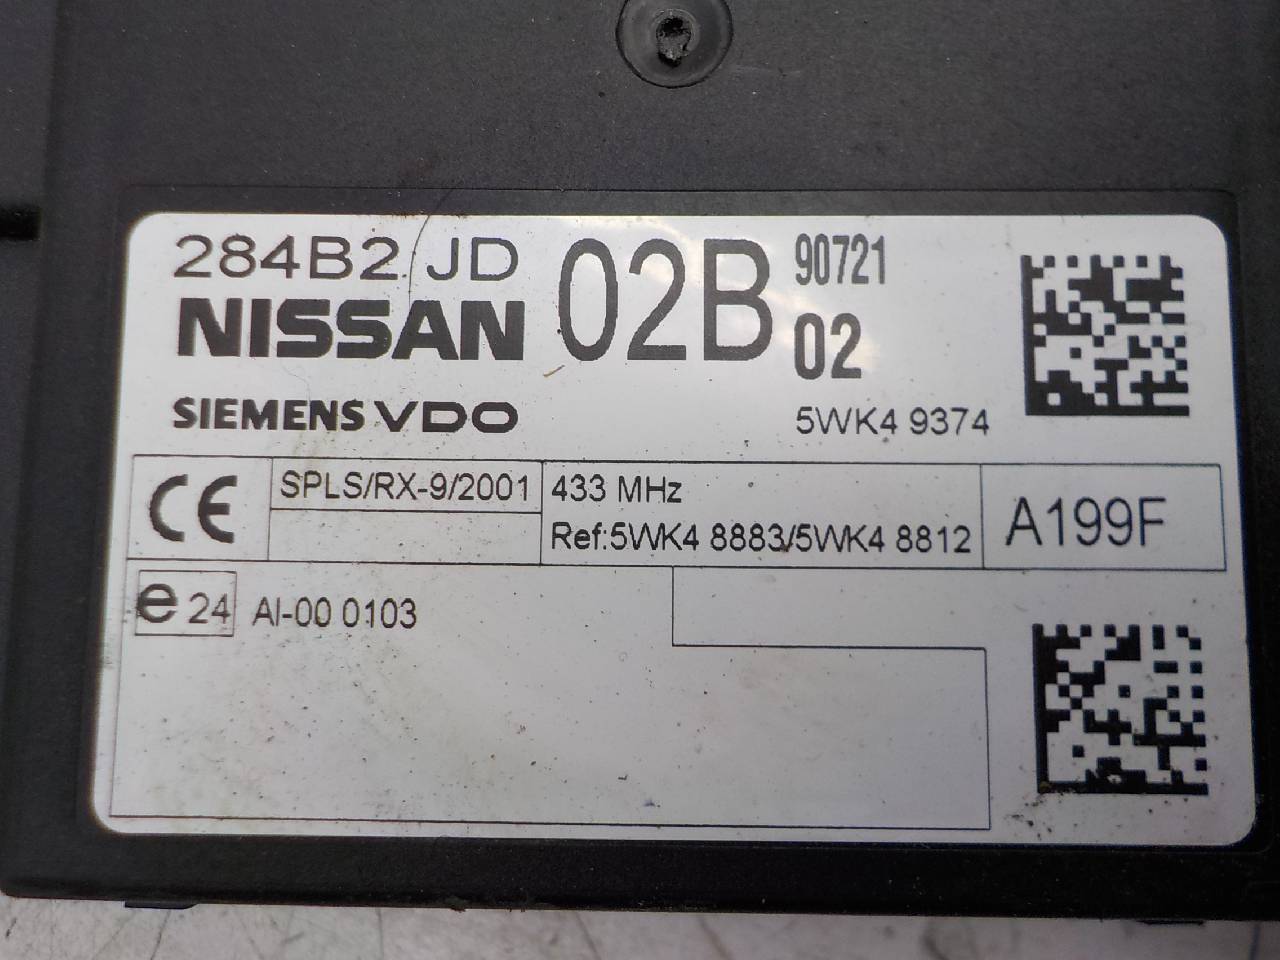 284B2 JD 02B 90721
NISSAN 02
SIEMENS VDO 5WK4 9374
CE SPLS/RX-9/2001 433 MHz
Ref:5WK4 8883/5WK4 8812 A199F
e 24 AI-00 0103